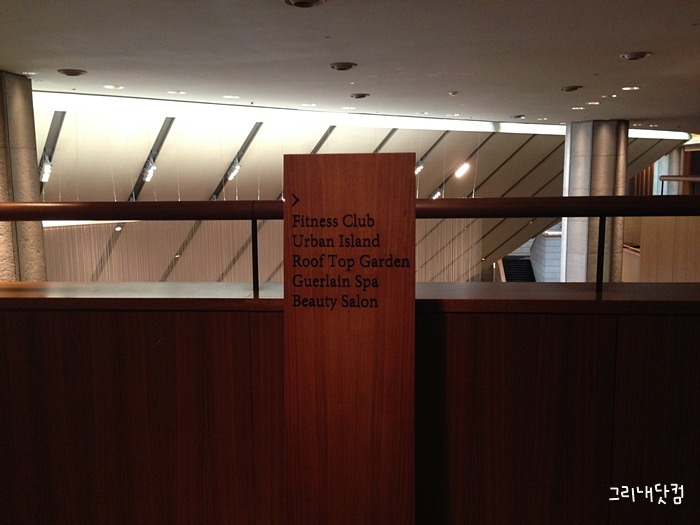 >
Fitness Club
Urban Island
Roof Top Garden
Guerlain Spa
Beauty Salon
그리내닷컴